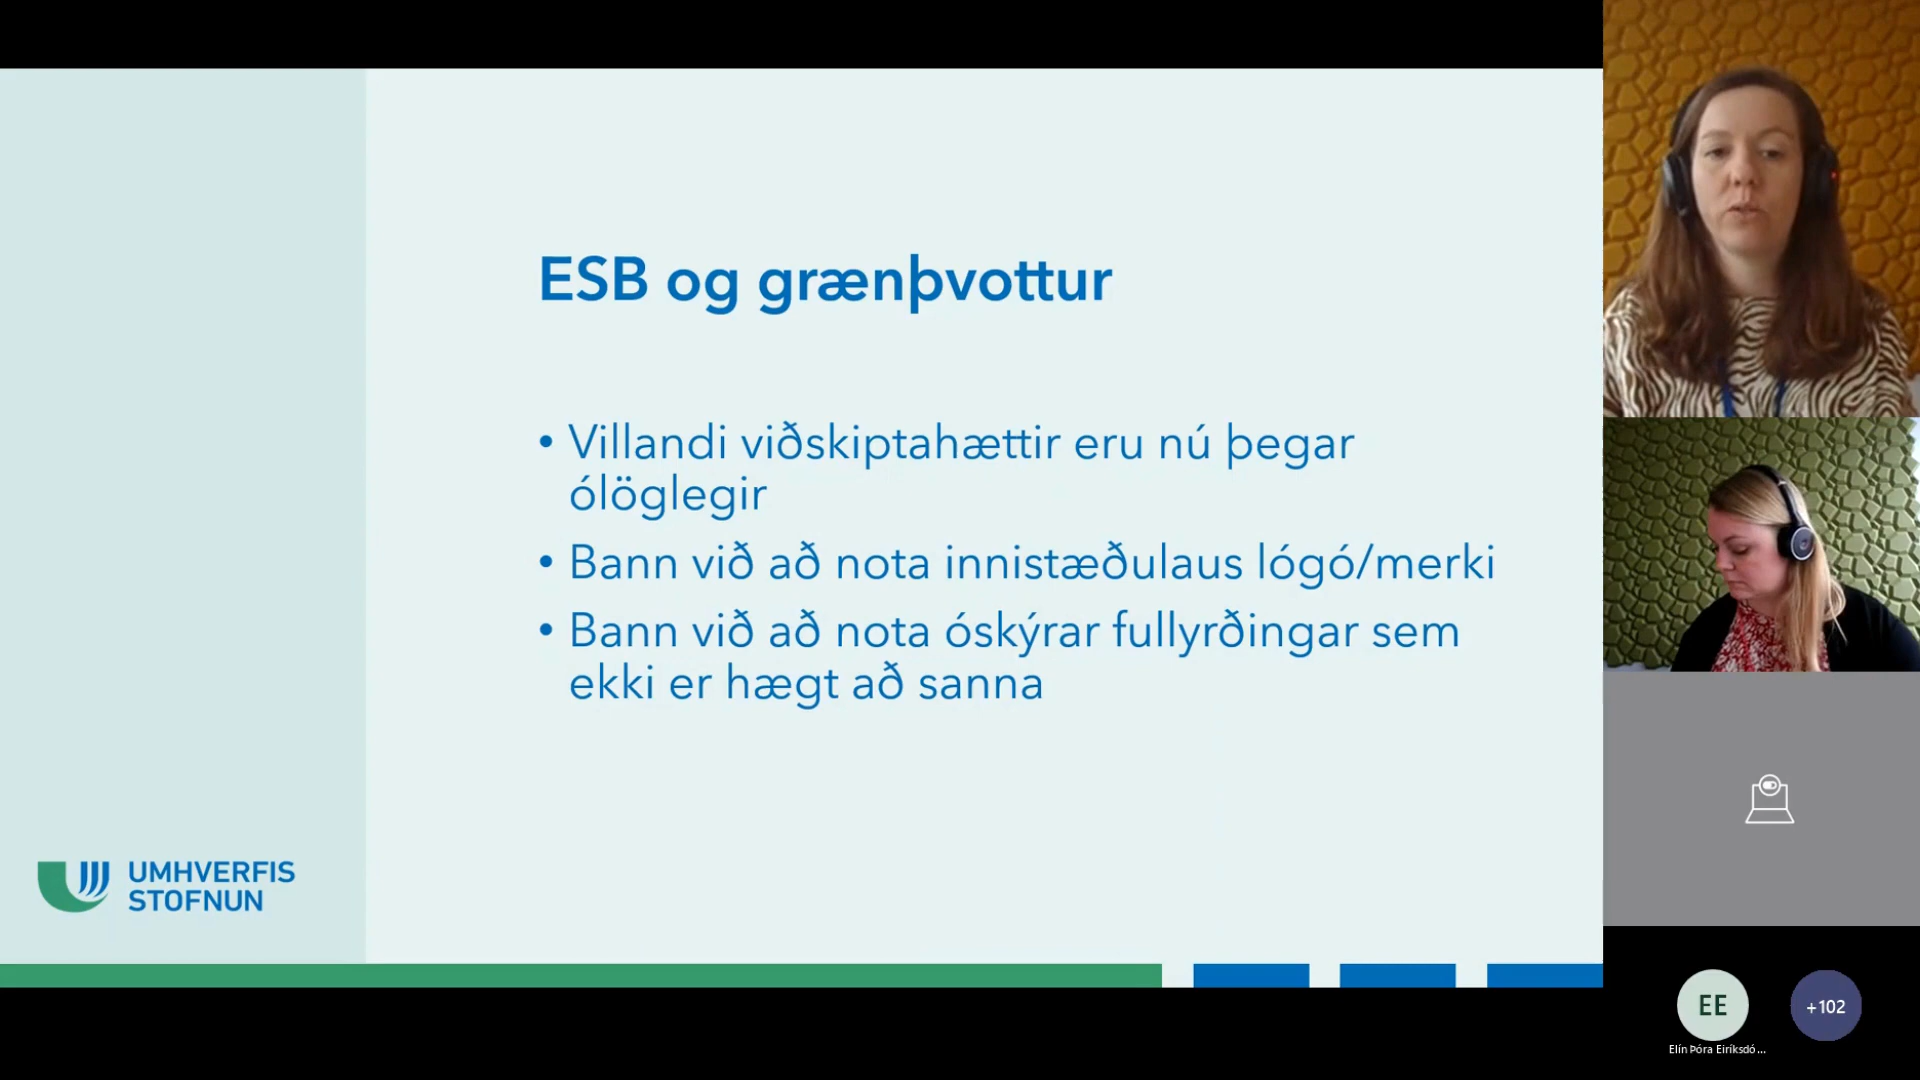 ESB og grænþvottur
• Villandi viðskiptahættir eru nú þegar
ólöglegir
• Bann við að nota innistæðulaus lógó/merki
• Bann við að nota óskýrar fullyrðingar sem
ekki er hægt að sanna
UMHVERFIS
STOFNUN
EE
+102
Elín Þóra Eiríksdó...